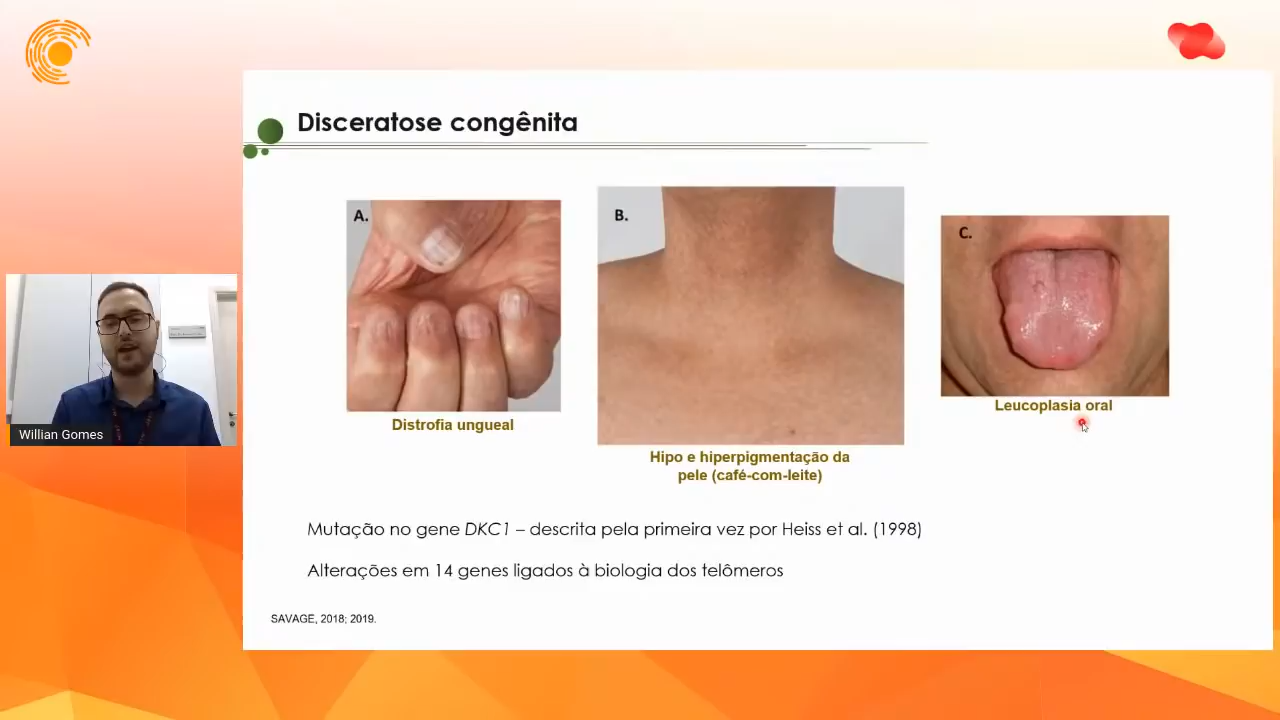 Disceratose congênita
A.
B.
C.
Distrofia ungueal
Hipo e hiperpigmentação da
pele (café-com-leite)
Leucoplasia oral
Willian Gomes
Mutação no gene DKC1 – descrita pela primeira vez por Heiss et al. (1998)
Alterações em 14 genes ligados à biologia dos telômeros
SAVAGE, 2018; 2019.